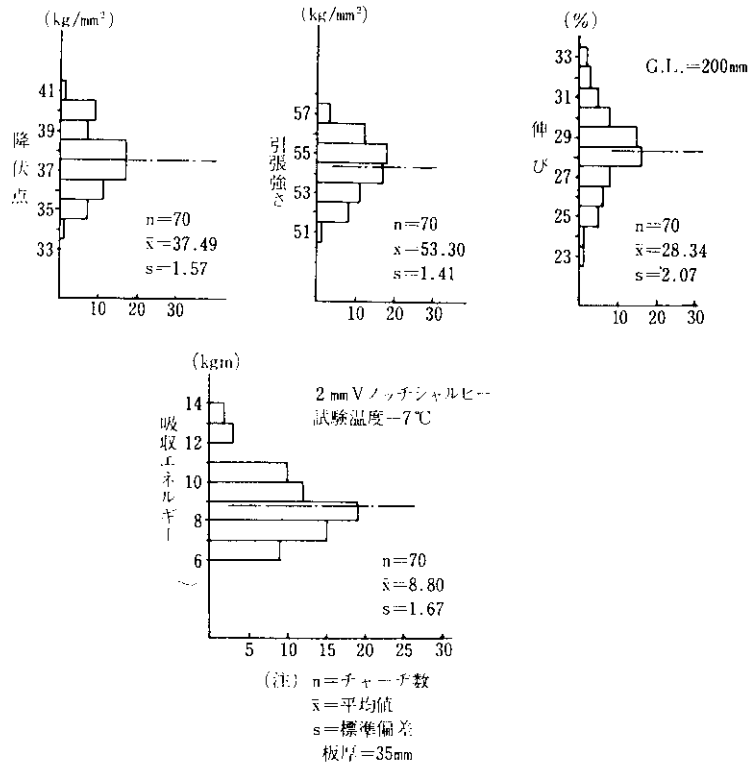 (kg/mm²)
41
39
37
35
33
降伏点
n=70
x̄=37.49
s=1.57
10 20 30
(kg/mm²)
57
55
53
51
引張強さ
n=70
x=53.30
s=1.41
10 20 30
(%)
33
31
29
27
25
23
伸び
G.L.=200mm
n=70
x̄=28.34
s=2.07
10 20 30
(kgm)
14
12
10
8
6
吸収エネルギー
2mmVノッチシャルピー
試験温度-7℃
n=70
x̄=8.80
s=1.67
5 10 15 20 25 30
(注) n=チャージ数
x̄=平均値
s=標準偏差
板厚=35mm